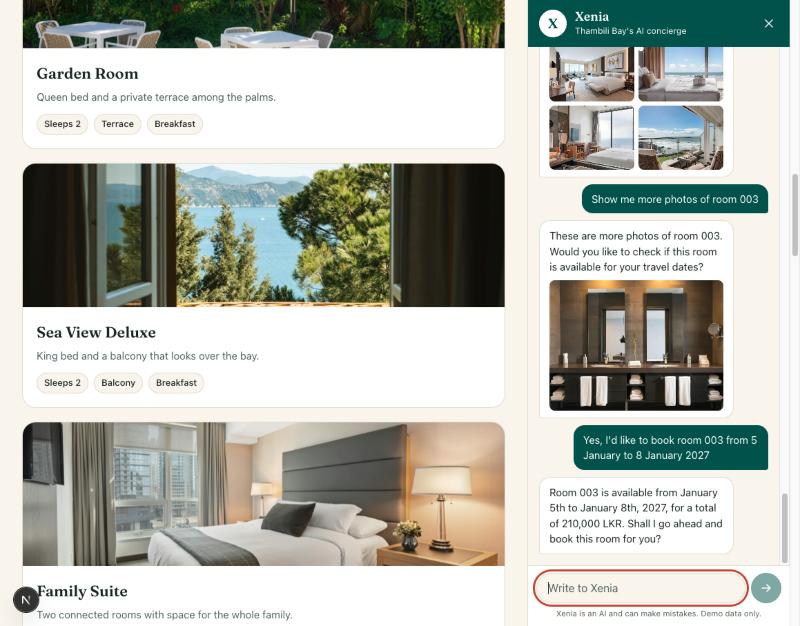 Garden Room
Queen bed and a private terrace among the palms.
Sleeps 2
Terrace
Breakfast
Sea View Deluxe
King bed and a balcony that looks over the bay.
Sleeps 2
Balcony
Breakfast
Family Suite
Two connected rooms with space for the whole family.
N
X
Xenia
Thambili Bay's AI concierge
Show me more photos of room 003
These are more photos of room 003.
Would you like to check if this room
is available for your travel dates?
Yes, I'd like to book room 003 from 5
January to 8 January 2027
Room 003 is available from January
5th to January 8th, 2027, for a total
of 210,000 LKR. Shall I go ahead and
book this room for you?
Write to Xenia
Xenia is an AI and can make mistakes. Demo data only.